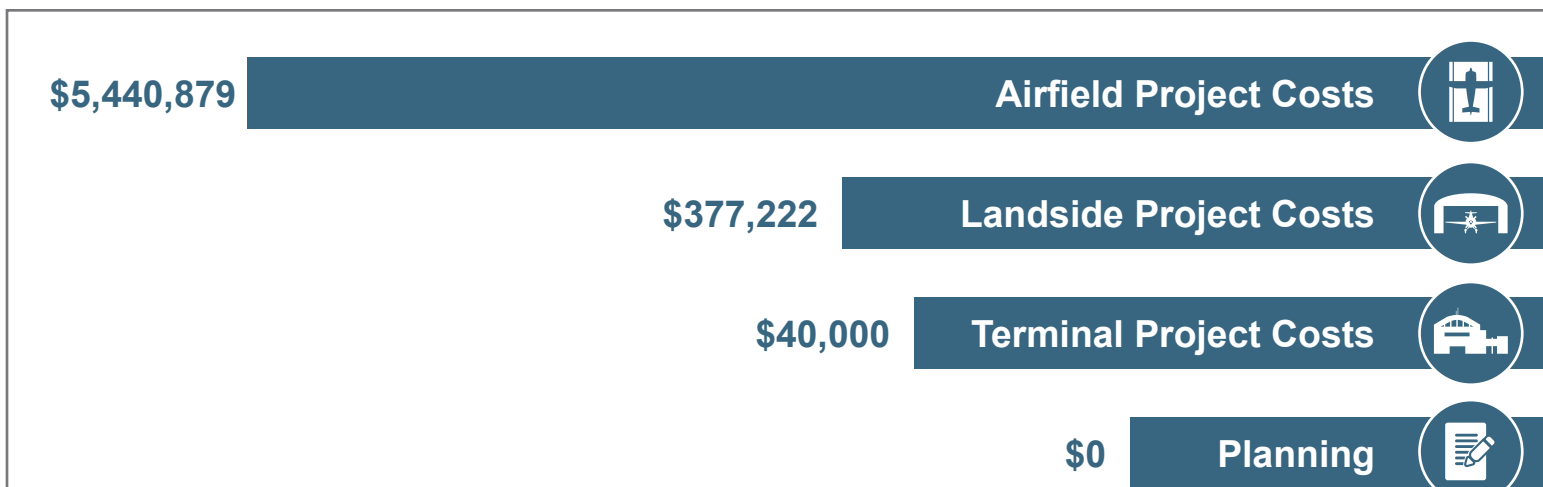 $5,440,879 Airfield Project Costs
$377,222 Landside Project Costs
$40,000 Terminal Project Costs
$0 Planning